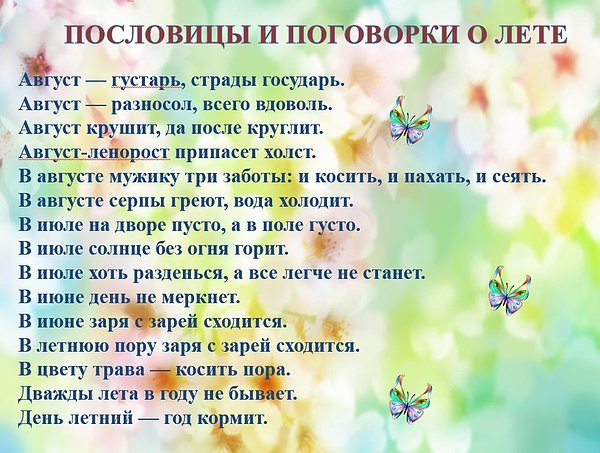 ПОСЛОВИЦЫ И ПОГОВОРКИ О ЛЕТЕ
Август — густарь, страды государь.
Август — разносол, всего вдоволь.
Август крушит, да после круглит.
Август-ленорост припасет холст.
В августе мужику три заботы: и косить, и пахать, и сеять.
В августе серпы греют, вода холодит.
В июле на дворе пусто, а в поле густо.
В июле солнце без огня горит.
В июле хоть разденься, а все легче не станет.
В июне день не меркнет.
В июне заря с зарей сходится.
В летнюю пору заря с зарей сходится.
В цвету трава — косить пора.
Дважды лета в году не бывает.
День летний — год кормит.